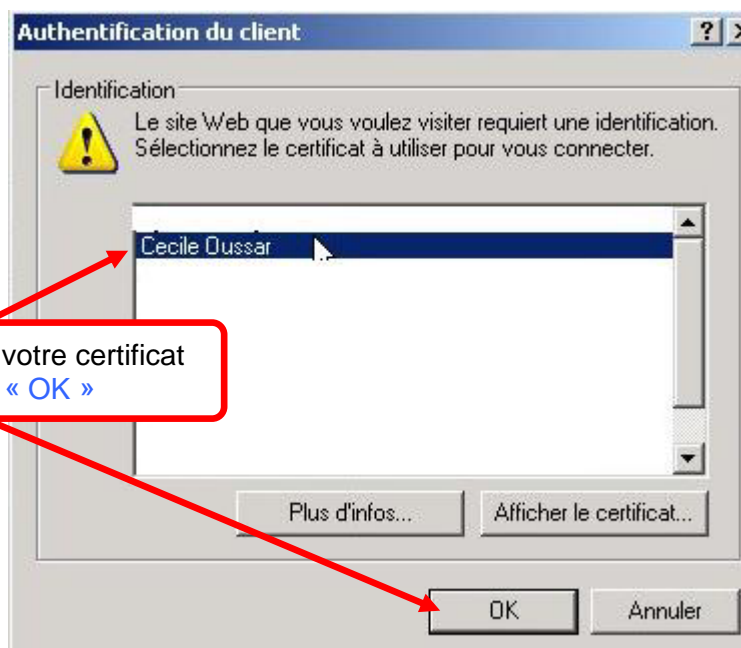 Authentification du client
Identification
Le site Web que vous voulez visiter requiert une identification.
Sélectionnez le certificat à utiliser pour vous connecter.
Cecile Oussar
votre certificat
« OK »
Plus d'infos...
Afficher le certificat...
OK
Annuler